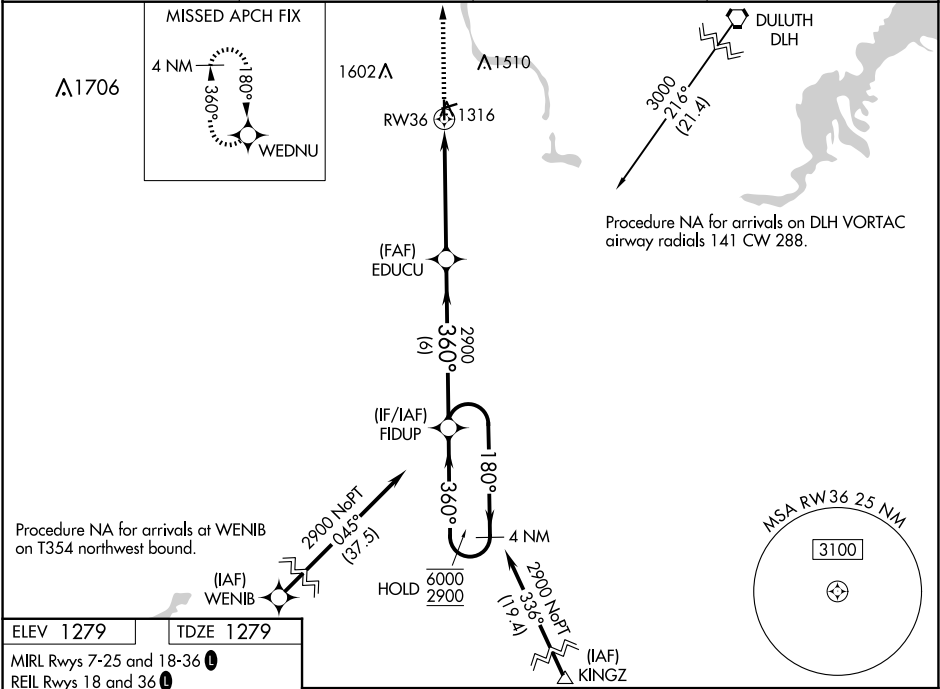 MISSED APCH FIX
4 NM
180°
360°
WEDNU
1706
1602
1510
1316
RW36
DULUTH
DLH
3000
216°
(21.4)
Procedure NA for arrivals on DLH VORTAC
airway radials 141 CW 288.
(FAF)
EDUCU
2900
360°
(6)
(IF/IAF)
FIDUP
180°
360°
4 NM
HOLD 6000
2900
2900 NoPT
045°
(37.5)
Procedure NA for arrivals at WENIB
on T354 northwest bound.
(IAF)
WENIB
2900 NoPT
336°
(19.4)
(IAF)
KINGZ
MSA RW36 25 NM
3100
ELEV 1279
TDZE 1279
MIRL Rwys 7-25 and 18-36 L
REIL Rwys 18 and 36 L